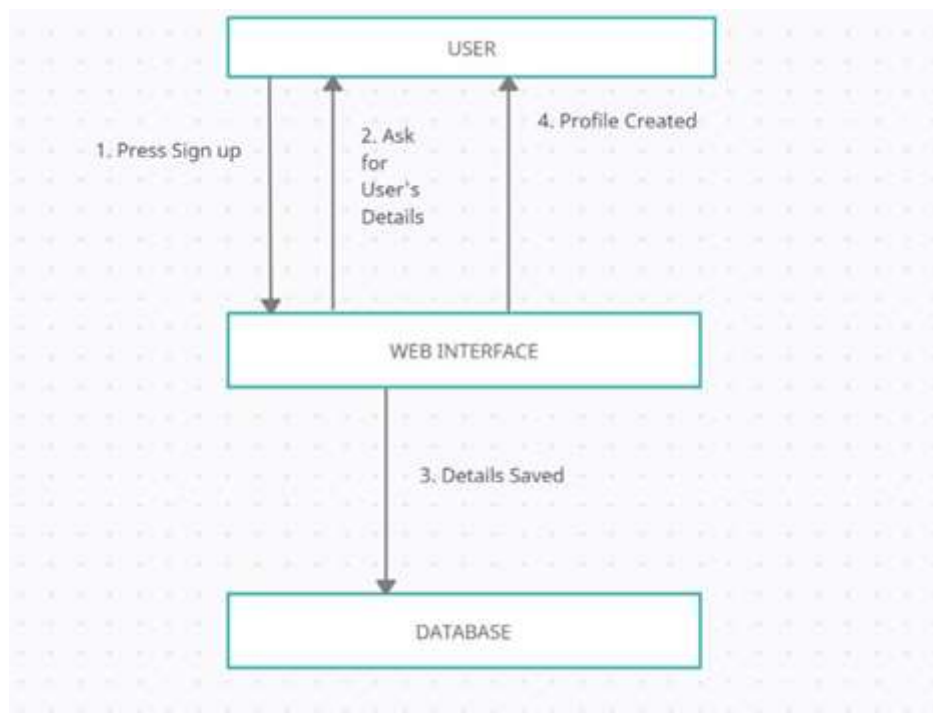 USER
1. Press Sign up
2. Ask
for
User's
Details
4. Profile Created
WEB INTERFACE
3. Details Saved
DATABASE